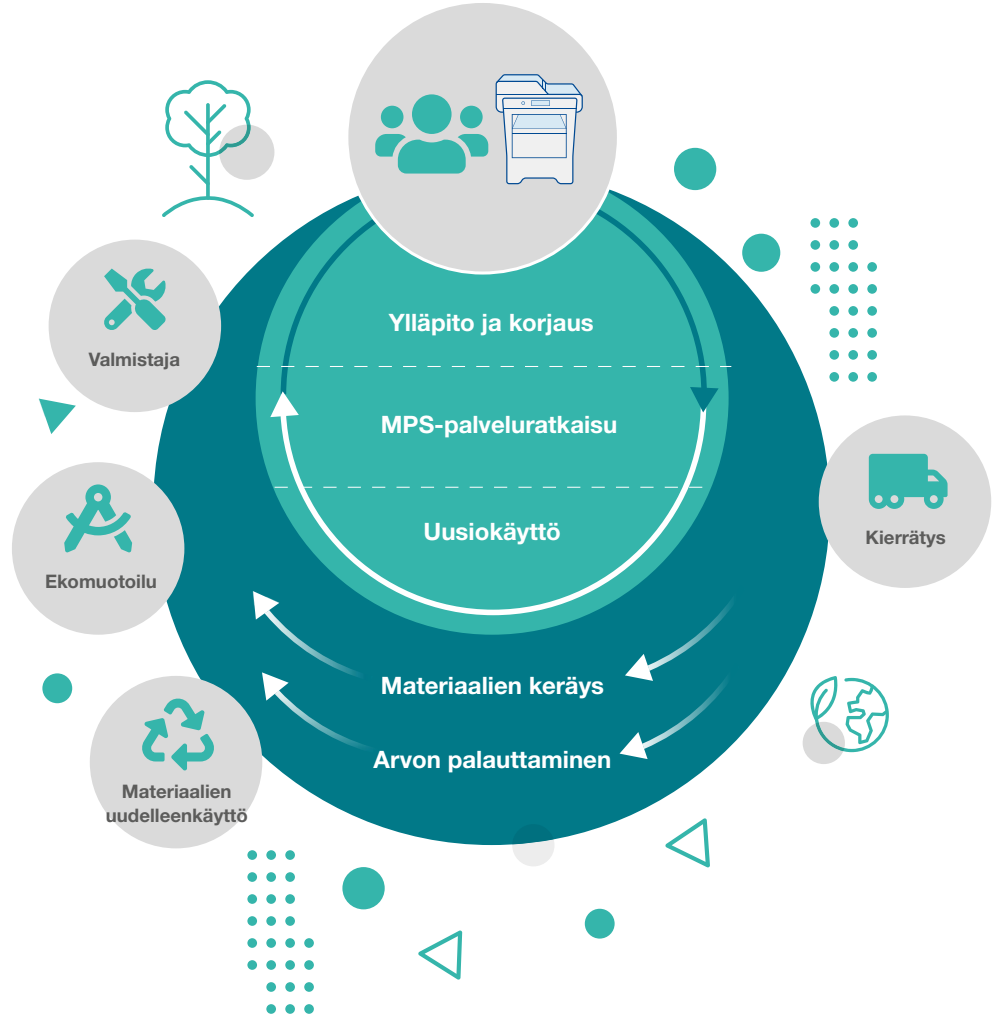 Ylläpito ja korjaus
Valmistaja
MPS-palveluratkaisu
Uusiokäyttö
Kierrätys
Ekomuotoilu
Materiaalien keräys
Arvon palauttaminen
Materiaalien
uudelleenkäyttö